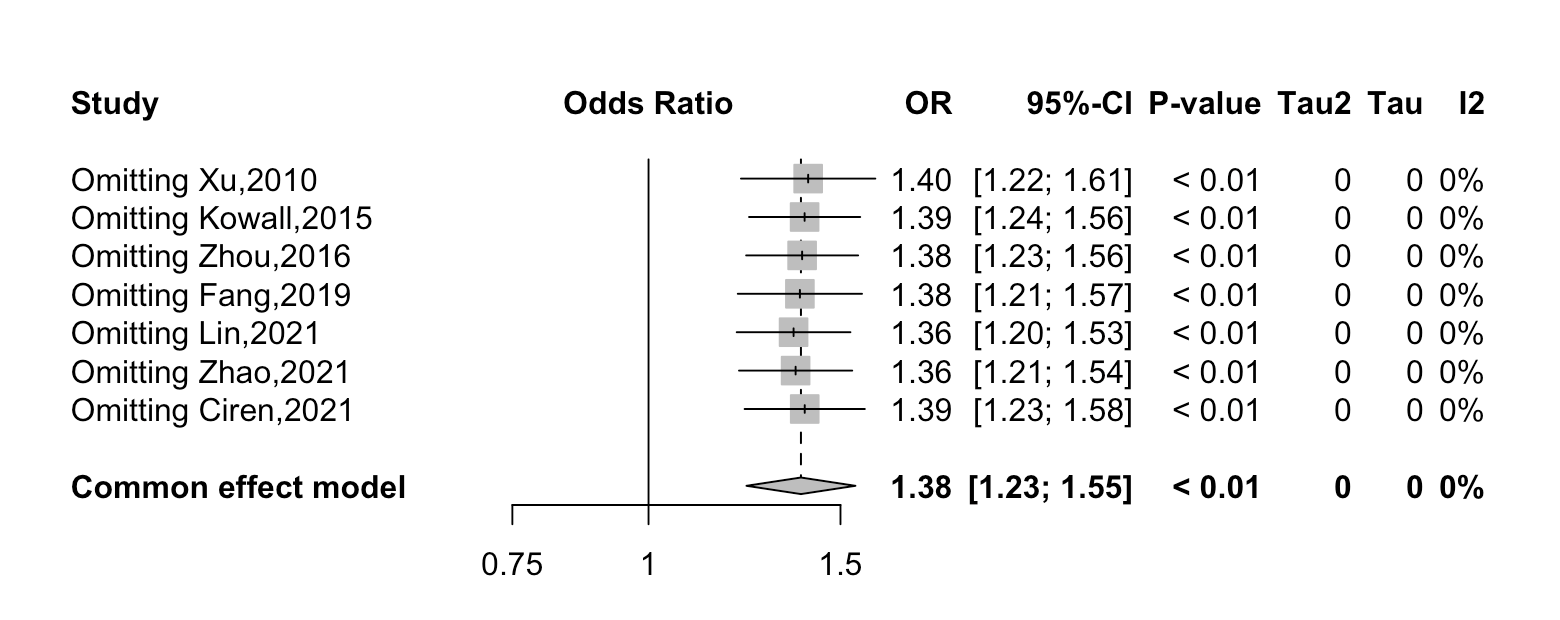 Study Odds Ratio OR 95%-CI P-value Tau2 Tau I2
Omitting Xu,2010 1.40 [1.22; 1.61] < 0.01 0 0 0%
Omitting Kowall,2015 1.39 [1.24; 1.56] < 0.01 0 0 0%
Omitting Zhou,2016 1.38 [1.23; 1.56] < 0.01 0 0 0%
Omitting Fang,2019 1.38 [1.21; 1.57] < 0.01 0 0 0%
Omitting Lin,2021 1.36 [1.20; 1.53] < 0.01 0 0 0%
Omitting Zhao,2021 1.36 [1.21; 1.54] < 0.01 0 0 0%
Omitting Ciren,2021 1.39 [1.23; 1.58] < 0.01 0 0 0%
Common effect model 1.38 [1.23; 1.55] < 0.01 0 0 0%
0.75 1 1.5